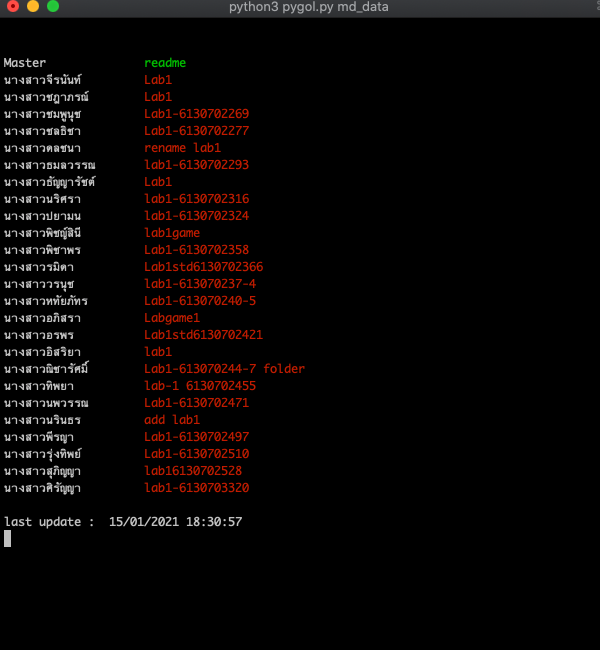 python3 pygol.py md_data
Master readme
นางสาวจีรนันท์ Lab1
นางสาวชฎาภรณ์ Lab1
นางสาวชมพูนุช Lab1-6130702269
นางสาวชลธิชา Lab1-6130702277
นางสาวดลชนา rename lab1
นางสาวธมลวรรณ lab1-6130702293
นางสาวธัญญารัชต์ Lab1
นางสาวนริศรา lab1-6130702316
นางสาวปยามน lab1-6130702324
นางสาวพิชญ์สินี lab1game
นางสาวพิชาพร Lab1-6130702358
นางสาวรมิดา Lab1std6130702366
นางสาววรนุช lab1-613070237-4
นางสาวหทัยภัทร Lab1-613070240-5
นางสาวอภิสรา Labgame1
นางสาวอรพร Lab1std6130702421
นางสาวอิสริยา lab1
นางสาวณิชารัศมิ์ Lab1-613070244-7 folder
นางสาวทิพยา lab-1 6130702455
นางสาวนพวรรณ Lab1-6130702471
นางสาวนรินธร add lab1
นางสาวพีรญา Lab1-6130702497
นางสาวรุ่งทิพย์ Lab1-6130702510
นางสาวสุภิญญา lab16130702528
นางสาวศิรัญญา lab1-6130703320
last update : 15/01/2021 18:30:57